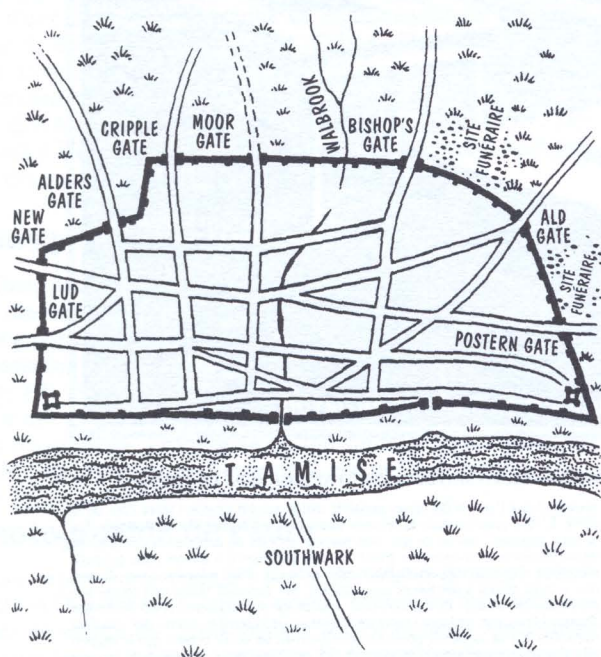 WALBROOK
CRIPPLE
GATE
MOOR
GATE
BISHOP'S
GATE
SITE
FUNÉRAIRE
ALDERS
GATE
NEW
GATE
ALD
GATE
SITE
FUNÉRAIRE
LUD
GATE
POSTERN GATE
TAMISE
SOUTHWARK